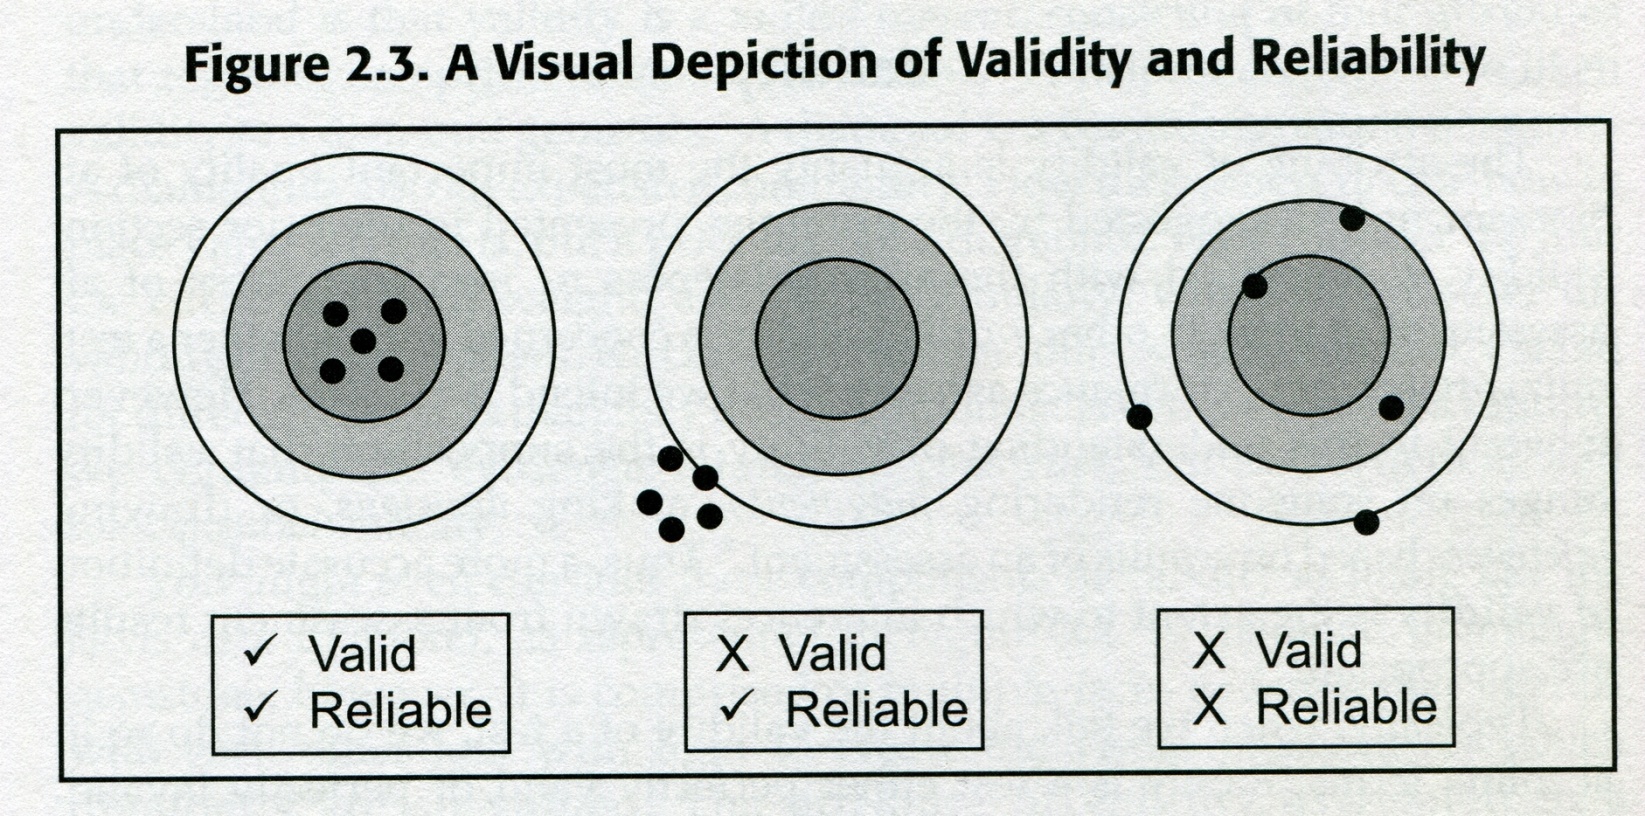 Figure 2.3. A Visual Depiction of Validity and Reliability
✓ Valid
✓ Reliable
X Valid
✓ Reliable
X Valid
X Reliable